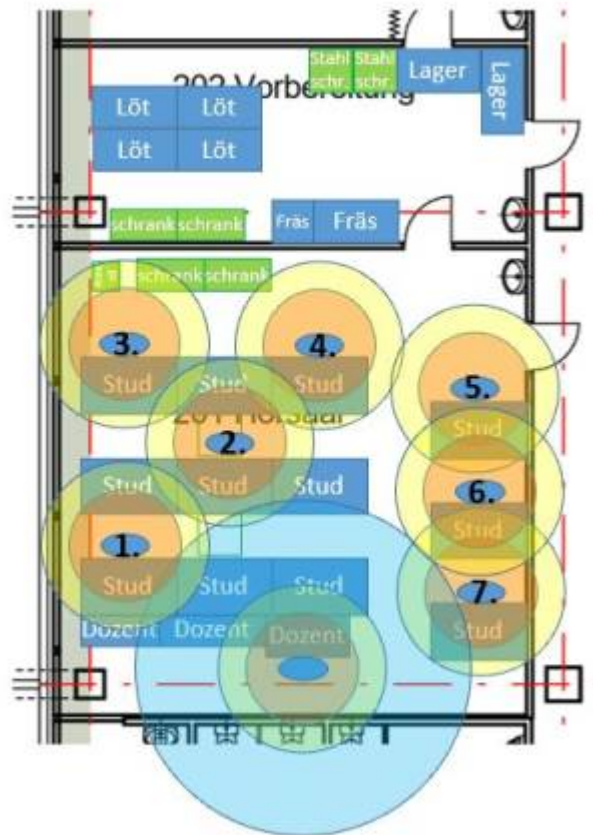 Stahl schr. Stahl schr. Lager Lager
202 Vorbereitung
Löt Löt
Löt Löt
schrank schrank Fräs Fräs
schrank schrank
3. 4. 5.
Stud Stud Stud
Stud
201 Hörsaal
2.
6.
Stud Stud Stud
Stud
1.
7.
Stud Stud Stud
Stud
Dozent Dozent Dozent